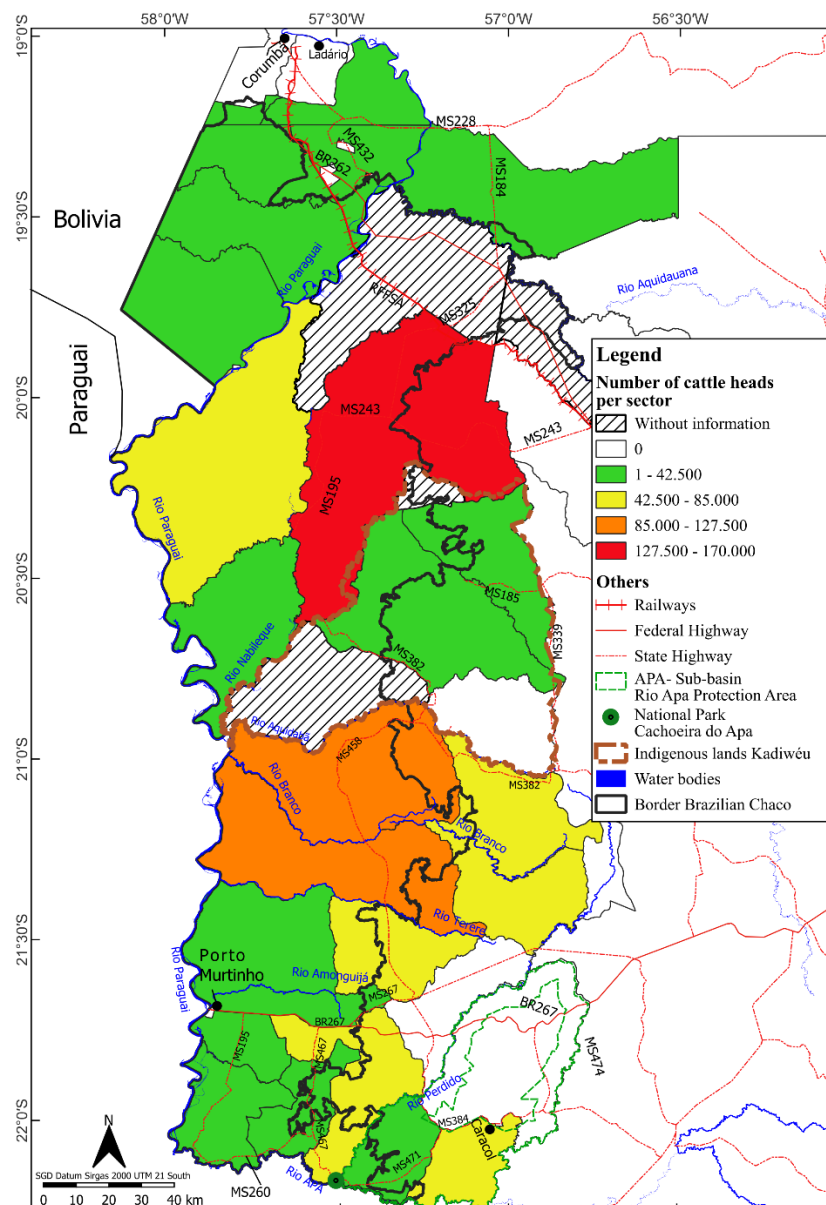 58°0'S
57°30'S
57°0'S
56°30'S
19°0'S
Corumba
Ladário
MS228
MS432
BR262
MS184
19°30'S
Bolivia
Rio Paraguai
RFFSA
MS325
Rio Aquidauana
Paraguai
20°0'S
MS243
MS243
MS195
Rio Paraguai
20°30'S
MS185
MS339
Rio Nabileque
MS382
Rio Aquidabã
21°0'S
MS458
MS382
Rio Branco
Rio Branco
Rio Tereré
21°30'S
Rio Paraguai
Porto
Murtinho
Rio Amonguijá
MS267
BR267
BR267
MS195
MS467
MS474
Rio Perdido
22°0'S
MS384
Caracol
MS467
MS471
Rio APA
MS260
N
SGD Datum Sirgas 2000 UTM 21 South
0 10 20 30 40 km
Legend
Number of cattle heads
per sector
Without information
0
1 - 42.500
42.500 - 85.000
85.000 - 127.500
127.500 - 170.000
Others
Railways
Federal Highway
State Highway
APA- Sub-basin
Rio Apa Protection Area
National Park
Cachoeira do Apa
Indigenous lands Kadiwéu
Water bodies
Border Brazilian Chaco